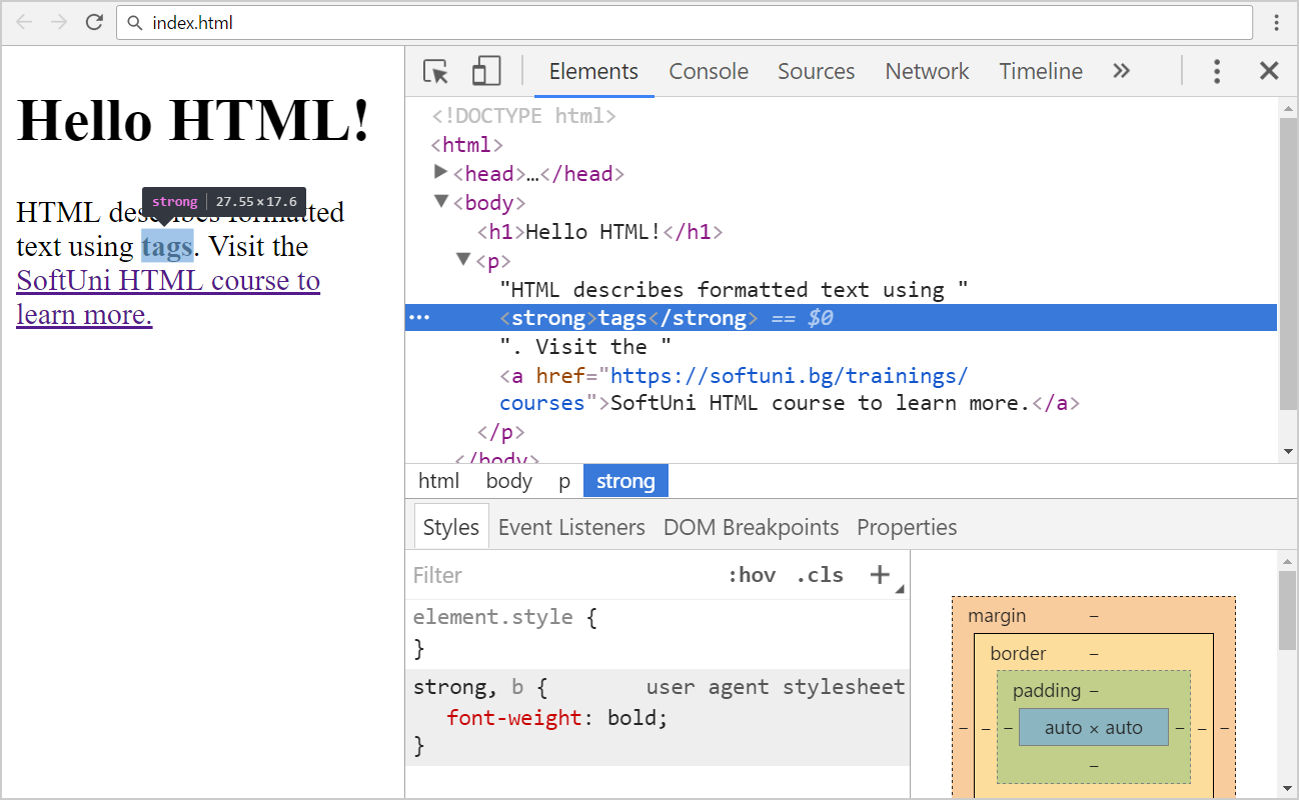 index.html
Hello HTML!
strong 27.55 × 17.6
HTML describes formatted
text using tags. Visit the
SoftUni HTML course to
learn more.
Elements Console Sources Network Timeline »
<!DOCTYPE html>
<html>
<head>…</head>
<body>
<h1>Hello HTML!</h1>
<p>
"HTML describes formatted text using "
<strong>tags</strong> == $0
". Visit the "
<a href="https://softuni.bg/trainings/
courses">SoftUni HTML course to learn more.</a>
</p>
</body>
html body p strong
Styles Event Listeners DOM Breakpoints Properties
Filter :hov .cls +
element.style {
}
strong, b { user agent stylesheet
font-weight: bold;
}
margin –
border –
padding –
– – – auto × auto – – –
–